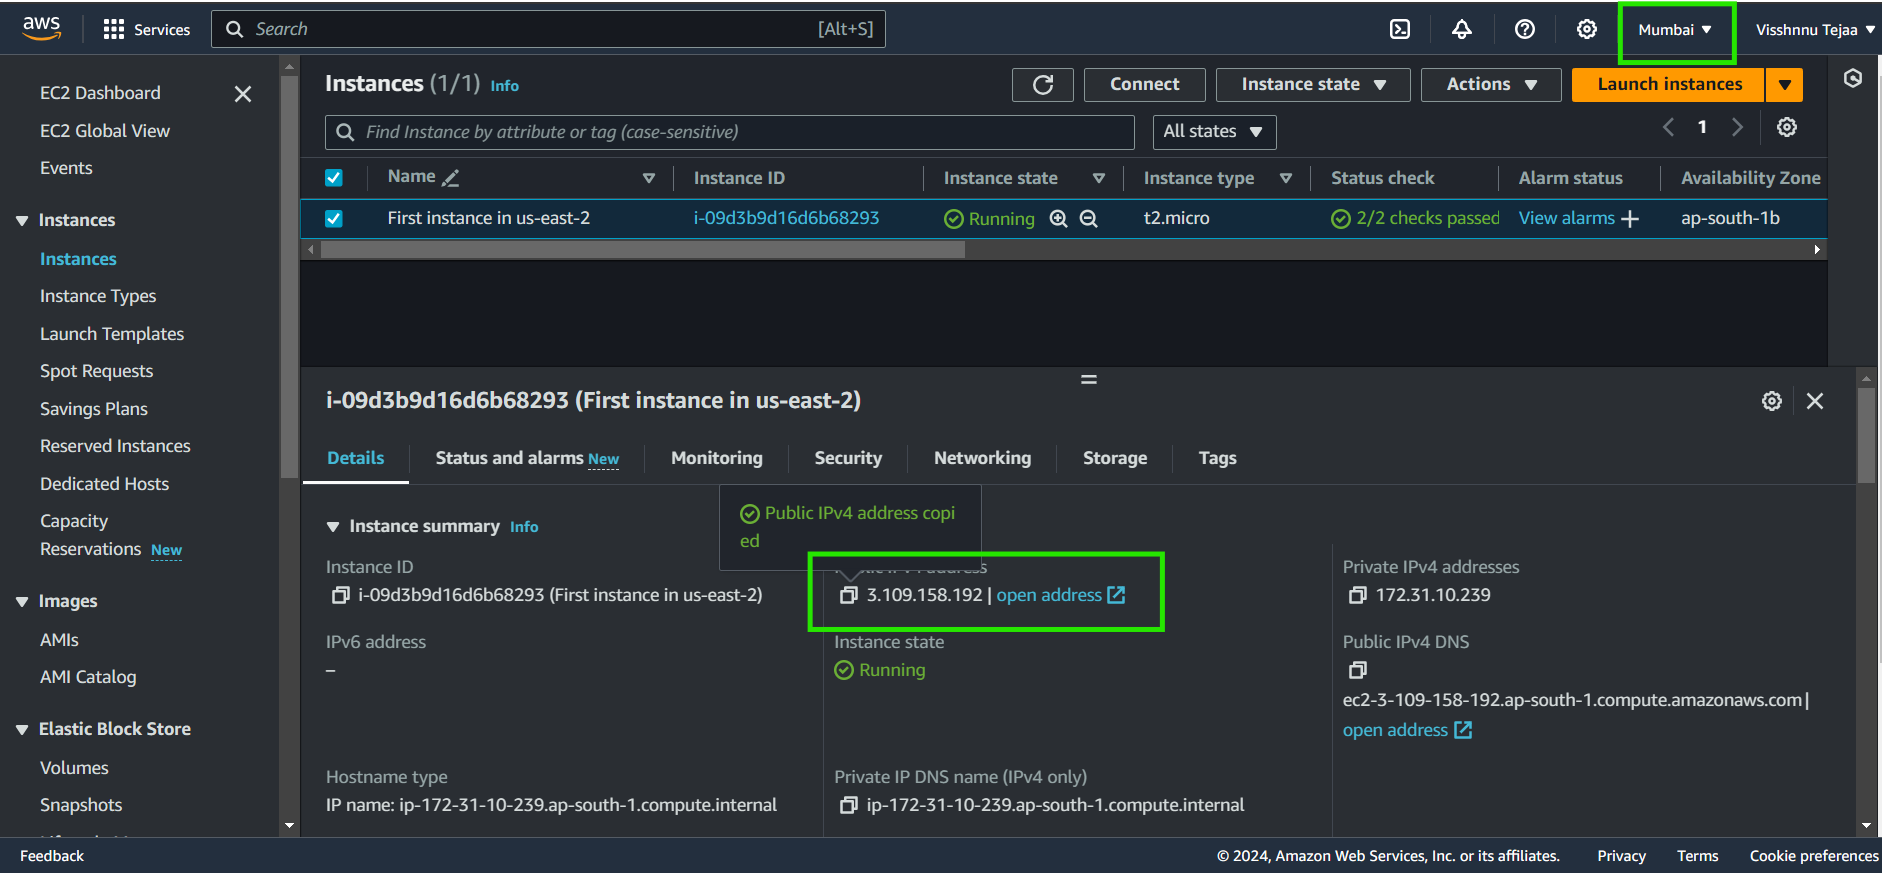 aws
Services
Search [Alt+S]
Mumbai
Visshnnu Tejaa
EC2 Dashboard
EC2 Global View
Events
Instances
Instances
Instance Types
Launch Templates
Spot Requests
Savings Plans
Reserved Instances
Dedicated Hosts
Capacity
Reservations New
Images
AMIs
AMI Catalog
Elastic Block Store
Volumes
Snapshots
Instances (1/1) Info
Connect
Instance state
Actions
Launch instances
Find Instance by attribute or tag (case-sensitive)
All states
1
Name Instance ID Instance state Instance type Status check Alarm status Availability Zone
First instance in us-east-2 i-09d3b9d16d6b68293 Running t2.micro 2/2 checks passed View alarms + ap-south-1b
i-09d3b9d16d6b68293 (First instance in us-east-2)
Details Status and alarms New Monitoring Security Networking Storage Tags
Public IPv4 address copi
ed
Instance summary Info
Instance ID
i-09d3b9d16d6b68293 (First instance in us-east-2)
address
3.109.158.192 | open address
Private IPv4 addresses
172.31.10.239
IPv6 address
–
Instance state
Running
Public IPv4 DNS
ec2-3-109-158-192.ap-south-1.compute.amazonaws.com |
open address
Hostname type
IP name: ip-172-31-10-239.ap-south-1.compute.internal
Private IP DNS name (IPv4 only)
ip-172-31-10-239.ap-south-1.compute.internal
Feedback
© 2024, Amazon Web Services, Inc. or its affiliates. Privacy Terms Cookie preferences